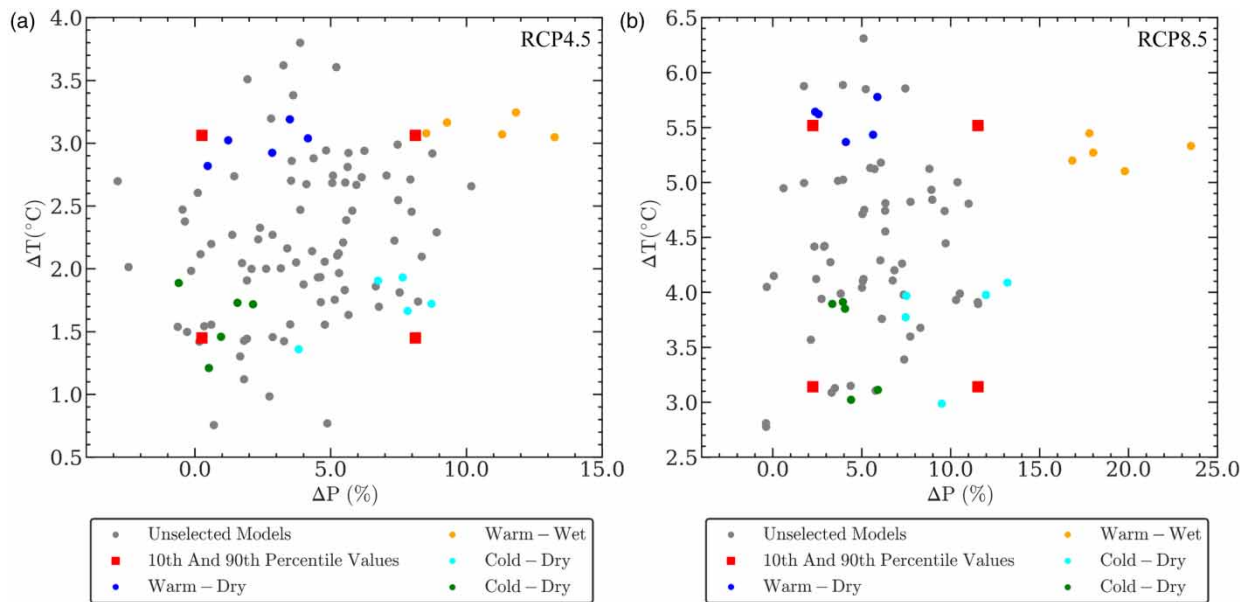 (a)
RCP4.5
4.0
3.5
3.0
2.5
2.0
1.5
1.0
0.5
ΔT(°C)
0.0 5.0 10.0 15.0
ΔP (%)
Unselected Models
10th And 90th Percentile Values
Warm−Dry
Warm−Wet
Cold−Dry
Cold−Dry
(b)
RCP8.5
6.5
6.0
5.5
5.0
4.5
4.0
3.5
3.0
2.5
ΔT(°C)
0.0 5.0 10.0 15.0 20.0 25.0
ΔP (%)
Unselected Models
10th And 90th Percentile Values
Warm−Dry
Warm−Wet
Cold−Dry
Cold−Dry